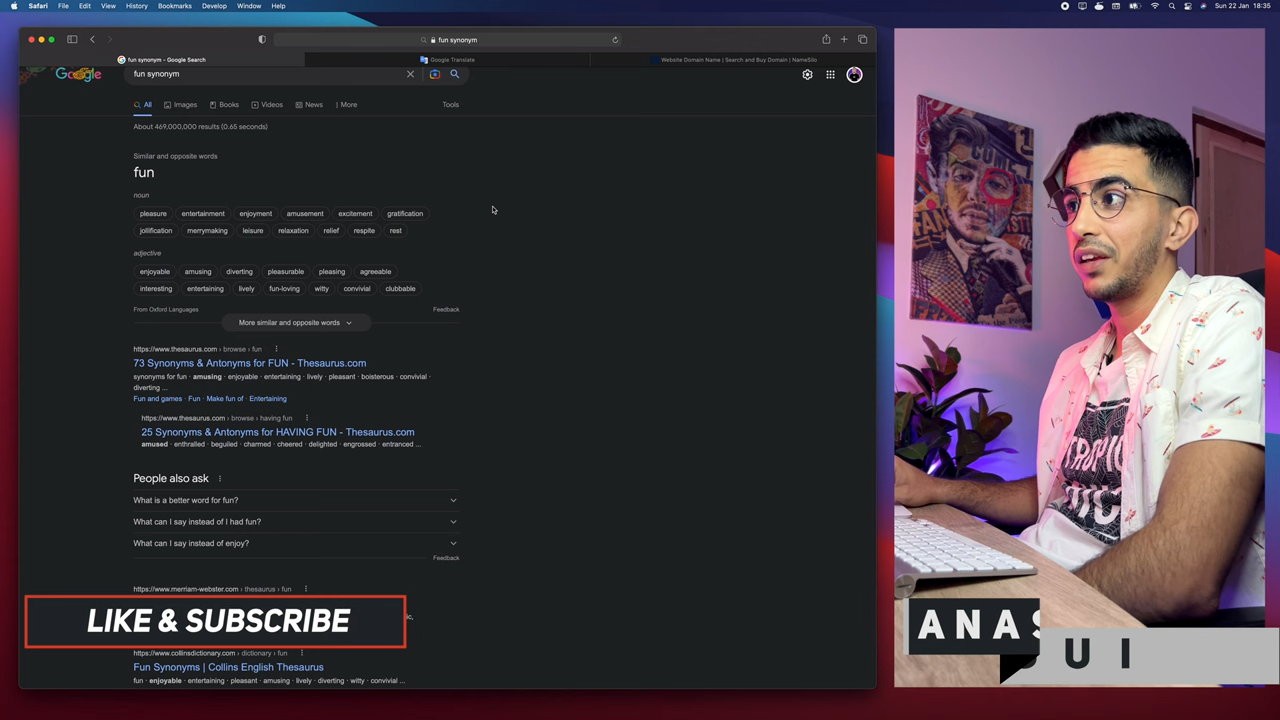 Safari File Edit View History Bookmarks Develop Window Help Sun 22 Jan 18:35
fun synonym
fun synonym - Google Search Google Translate Website Domain Name | Search and Buy Domain | NameSilo
Google fun synonym
All Images Books Videos News More Tools
About 469,000,000 results (0.65 seconds)
Similar and opposite words
fun
noun
pleasure entertainment enjoyment amusement excitement gratification
jollification merrymaking leisure relaxation relief respite rest
adjective
enjoyable amusing diverting pleasurable pleasing agreeable
interesting entertaining lively fun-loving witty convivial clubbable
From Oxford Languages Feedback
More similar and opposite words
https://www.thesaurus.com › browse › fun
73 Synonyms & Antonyms for FUN - Thesaurus.com
synonyms for fun · amusing · enjoyable · entertaining · lively · pleasant · boisterous · convivial ·
diverting ...
Fun and games · Fun · Make fun of · Entertaining
https://www.thesaurus.com › browse › having fun
25 Synonyms & Antonyms for HAVING FUN - Thesaurus.com
amused · enthralled · beguiled · charmed · cheered · delighted · engrossed · entranced ...
People also ask
What is a better word for fun?
What can I say instead of I had fun?
What can I say instead of enjoy?
Feedback
https://www.merriam-webster.com › thesaurus › fun
LIKE & SUBSCRIBE
https://www.collinsdictionary.com › dictionary › fun
Fun Synonyms | Collins English Thesaurus
fun · enjoyable · entertaining · pleasant · amusing · lively · diverting · witty · convivial ...
ANAS
UI